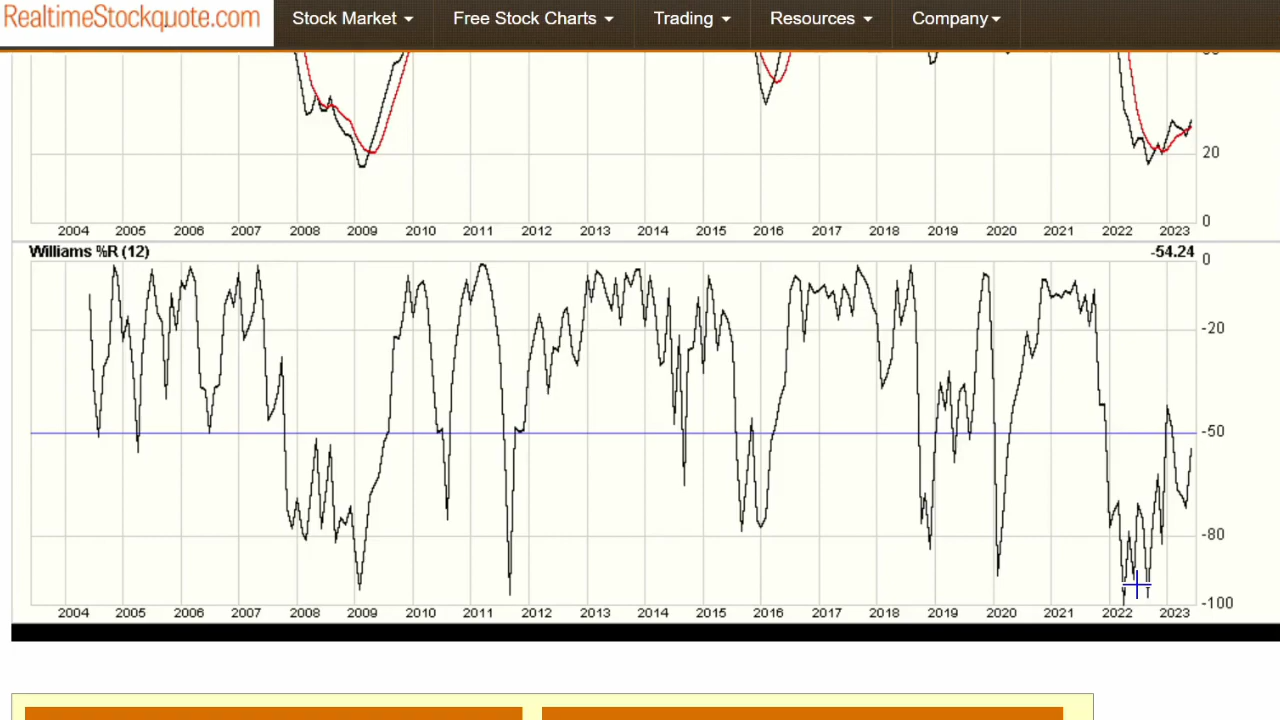 RealtimeStockquote.com
Stock Market Free Stock Charts Trading Resources Company
20
0
2004 2005 2006 2007 2008 2009 2010 2011 2012 2013 2014 2015 2016 2017 2018 2019 2020 2021 2022 2023
Williams %R (12) -54.24
0
-20
-50
-80
-100
2004 2005 2006 2007 2008 2009 2010 2011 2012 2013 2014 2015 2016 2017 2018 2019 2020 2021 2022 2023